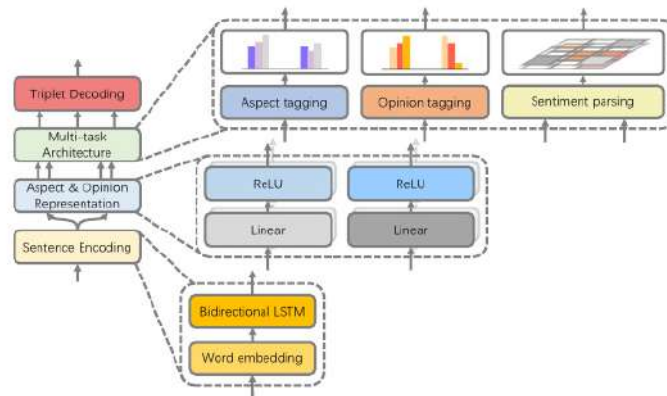 Triplet Decoding
Multi-task
Architecture
Aspect & Opinion
Representation
Sentence Encoding
Aspect tagging
Opinion tagging
Sentiment parsing
ReLU
ReLU
Linear
Linear
Bidirectional LSTM
Word embedding